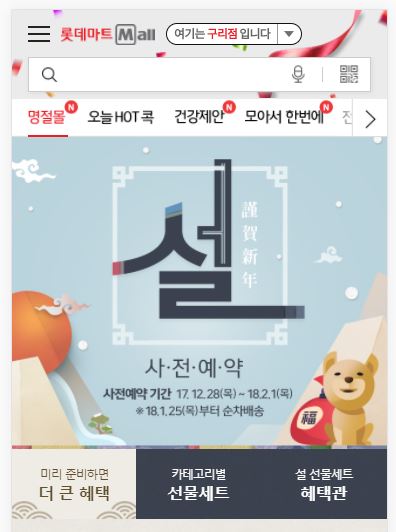 롯데마트 Mall
여기는 구리점 입니다
명절몰 N
오늘 HOT 콕
건강제안 N
모아서 한번에 N
설
謹賀新年
사·전·예·약
사전예약 기간 17.12.28(목) ~ 18.2.1(목)
※ 18.1.25(목)부터 순차배송
福
미리 준비하면
더 큰 혜택
카테고리별
선물세트
설 선물세트
혜택관